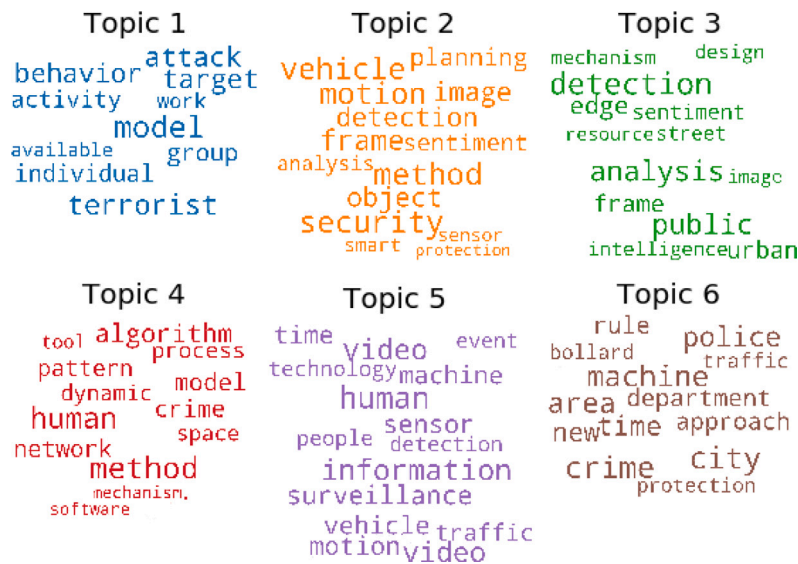 Topic 1
attack
behavior target
activity work
model
available group
individual
terrorist
Topic 2
planning
vehicle
motion image
detection
frame sentiment
analysis method
object
security
smart sensor
protection
Topic 3
mechanism design
detection
edge sentiment
resource street
analysis image
frame
public
intelligence urban
Topic 4
tool algorithm
process
pattern
dynamic model
human crime
network space
method
mechanism.
software
Topic 5
time video event
technology machine
human
people sensor
detection
information
surveillance
vehicle traffic
motion video
Topic 6
rule police
bollard traffic
machine
area department
new time approach
crime city
protection